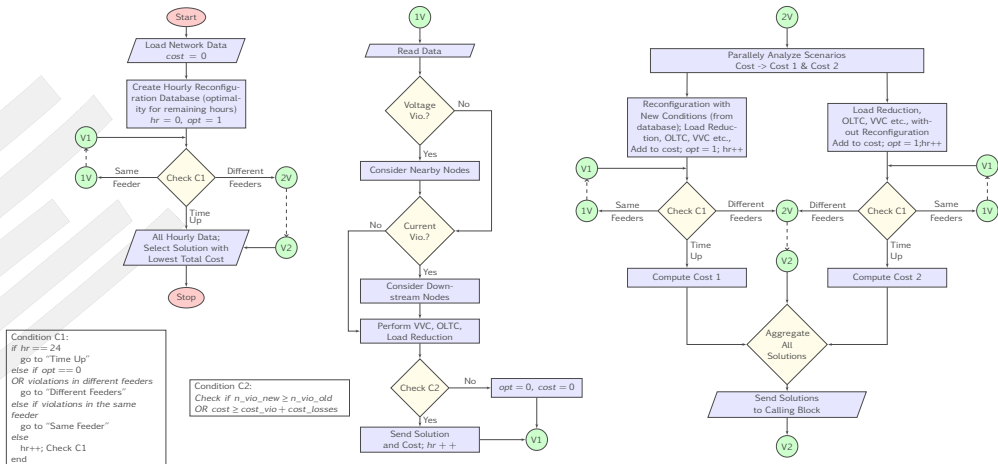 Start
Load Network Data
cost = 0
Create Hourly Reconfigu-
ration Database (optimal-
ity for remaining hours)
hr = 0, opt = 1
V1
1V
Same
Feeder
Check C1
Different
Feeders
2V
Time
Up
All Hourly Data;
Select Solution with
Lowest Total Cost
V2
Stop
Condition C1:
if hr == 24
go to "Time Up"
else if opt == 0
OR violations in different feeders
go to "Different Feeders"
else if violations in the same
feeder
go to "Same Feeder"
else
hr++; Check C1
end
Condition C2:
Check if n_vio_new ≥ n_vio_old
OR cost ≥ cost_vio + cost_losses
1V
Read Data
Voltage
Vio.?
No
Yes
Consider Nearby Nodes
No
Current
Vio.?
Yes
Consider Down-
stream Nodes
Perform VVC, OLTC,
Load Reduction
Check C2
No
opt = 0, cost = 0
Yes
Send Solution
and Cost; hr + +
V1
2V
Parallely Analyze Scenarios
Cost -> Cost 1 & Cost 2
Reconfiguration with
New Conditions (from
database); Load Reduc-
tion, OLTC, VVC etc.,
Add to cost; opt = 1; hr++
Load Reduction,
OLTC, VVC etc., with-
out Reconfiguration
Add to cost; opt = 1;hr++
V1
1V
Same
Feeders
Check C1
Different
Feeders
2V
Different
Feeders
Check C1
Same
Feeders
V1
1V
Time
Up
Time
Up
V2
Compute Cost 1
Compute Cost 2
Aggregate
All
Solutions
Send Solutions
to Calling Block
V2